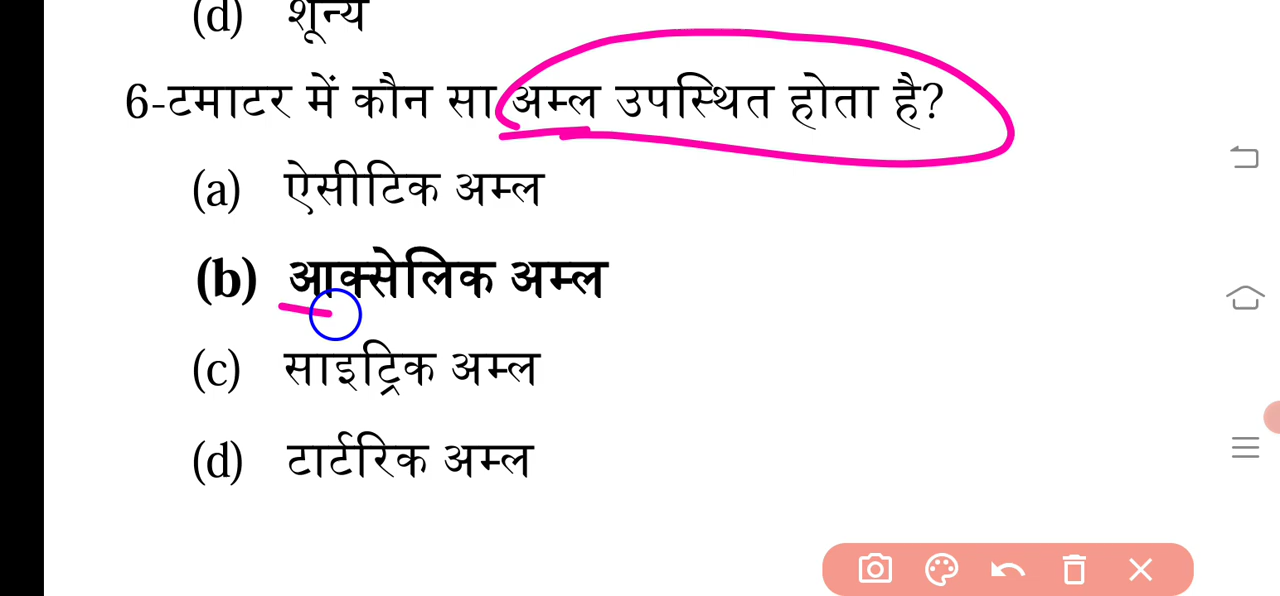 (d) शून्य
6-टमाटर में कौन सा अम्ल उपस्थित होता है?
(a) ऐसीटिक अम्ल
(b) आक्सेलिक अम्ल
(c) साइट्रिक अम्ल
(d) टार्टरिक अम्ल